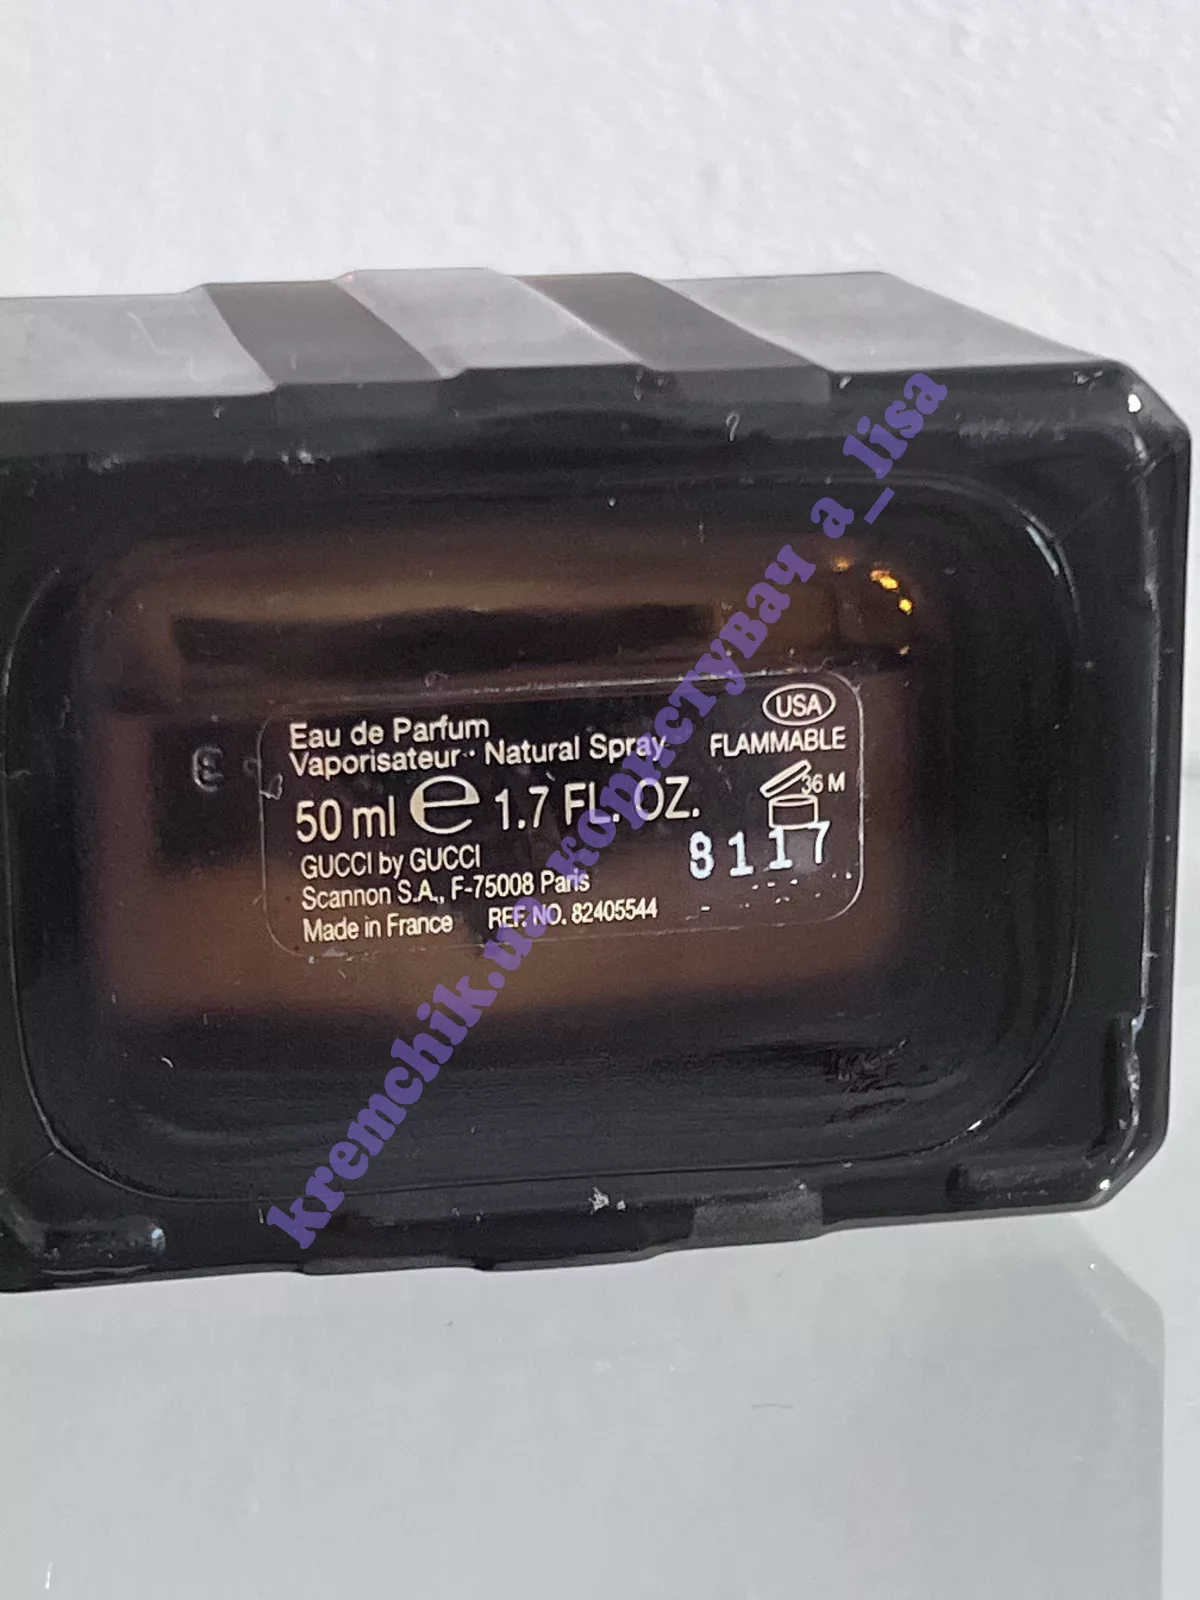 Eau de Parfum
Vaporisateur · Natural Spray
50 ml e 1.7 FL. OZ.
GUCCI by GUCCI
Scannon S.A., F-75008 Paris
Made in France REF. NO. 82405544
USA
FLAMMABLE
36 M
8117
3
kremchik.ua користувач a_lisa